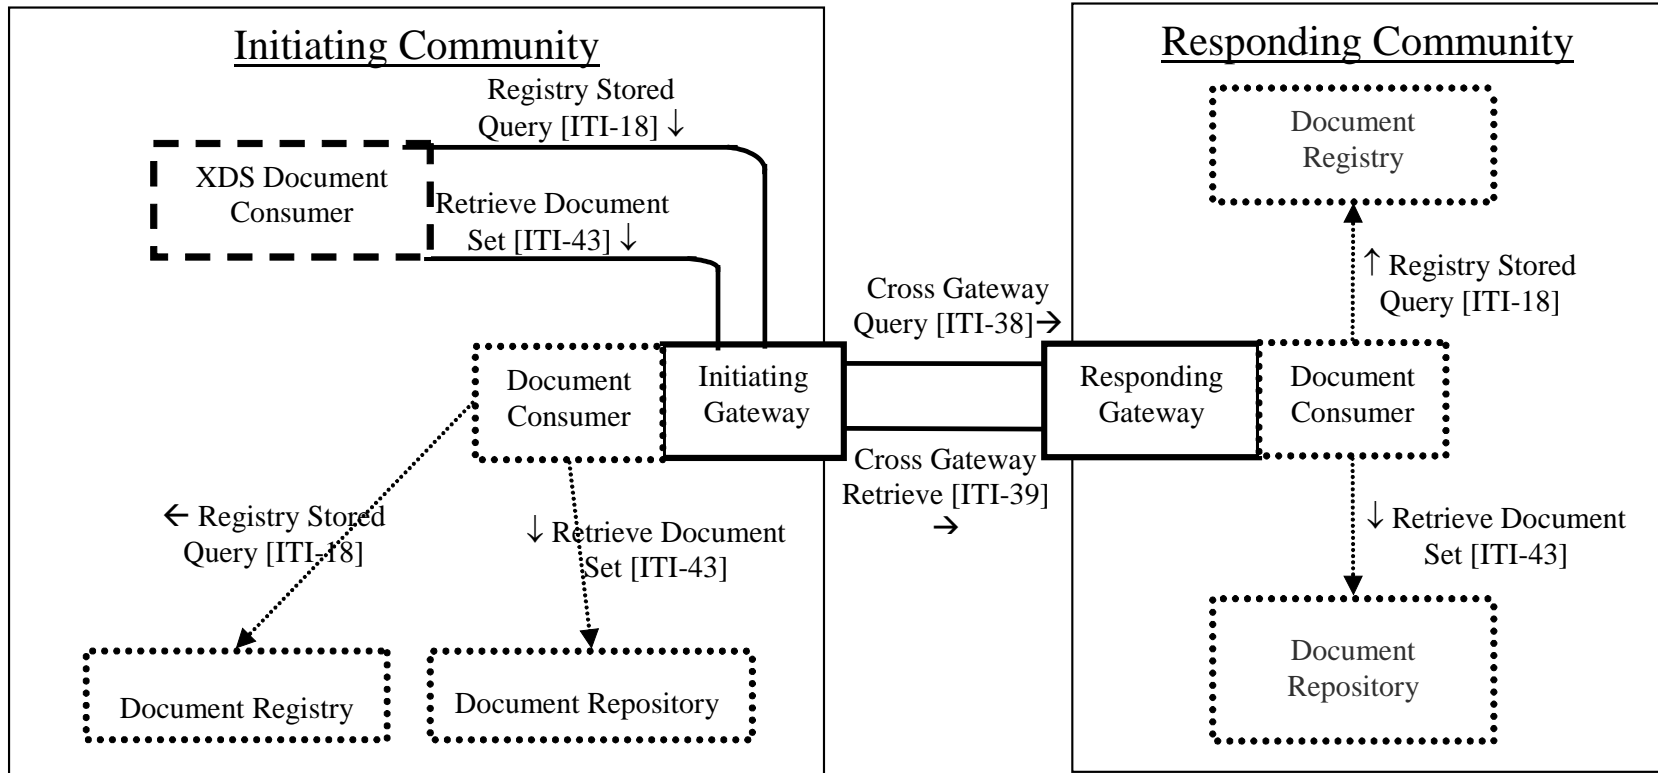 Initiating Community
Registry Stored
Query [ITI-18] ↓
XDS Document
Consumer
Retrieve Document
Set [ITI-43] ↓
Document
Consumer
Initiating
Gateway
← Registry Stored
Query [ITI-18]
↓ Retrieve Document
Set [ITI-43]
Document Registry
Document Repository
Cross Gateway
Query [ITI-38]→
Cross Gateway
Retrieve [ITI-39]
→
Responding Community
Document
Registry
↑ Registry Stored
Query [ITI-18]
Responding
Gateway
Document
Consumer
↓ Retrieve Document
Set [ITI-43]
Document
Repository